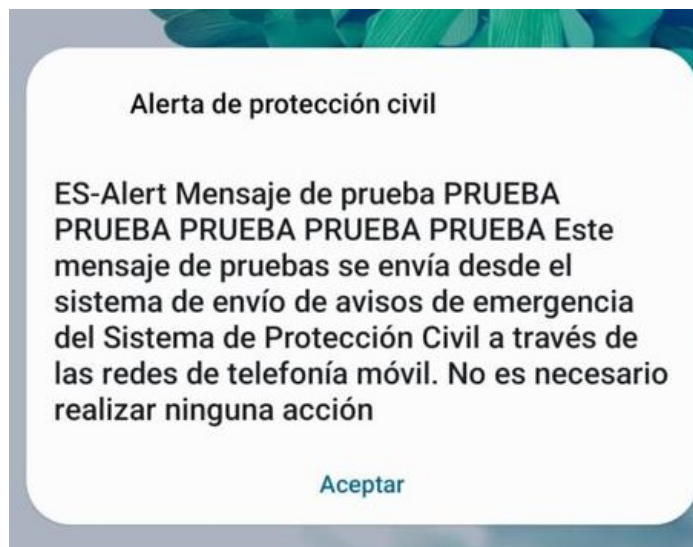 Alerta de protección civil
ES-Alert Mensaje de prueba PRUEBA
PRUEBA PRUEBA PRUEBA PRUEBA Este
mensaje de pruebas se envía desde el
sistema de envío de avisos de emergencia
del Sistema de Protección Civil a través de
las redes de telefonía móvil. No es necesario
realizar ninguna acción
Aceptar